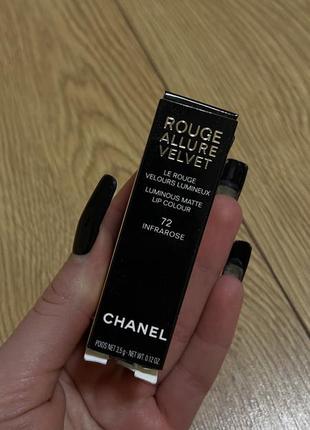 ROUGE
ALLURE
VELVET
LE ROUGE
VELOURS LUMINEUX
LUMINOUS MATTE
LIP COLOUR
72
INFRAROSE
CHANEL
POIDS NET 3.5 g - NET WT. 0.12 OZ.